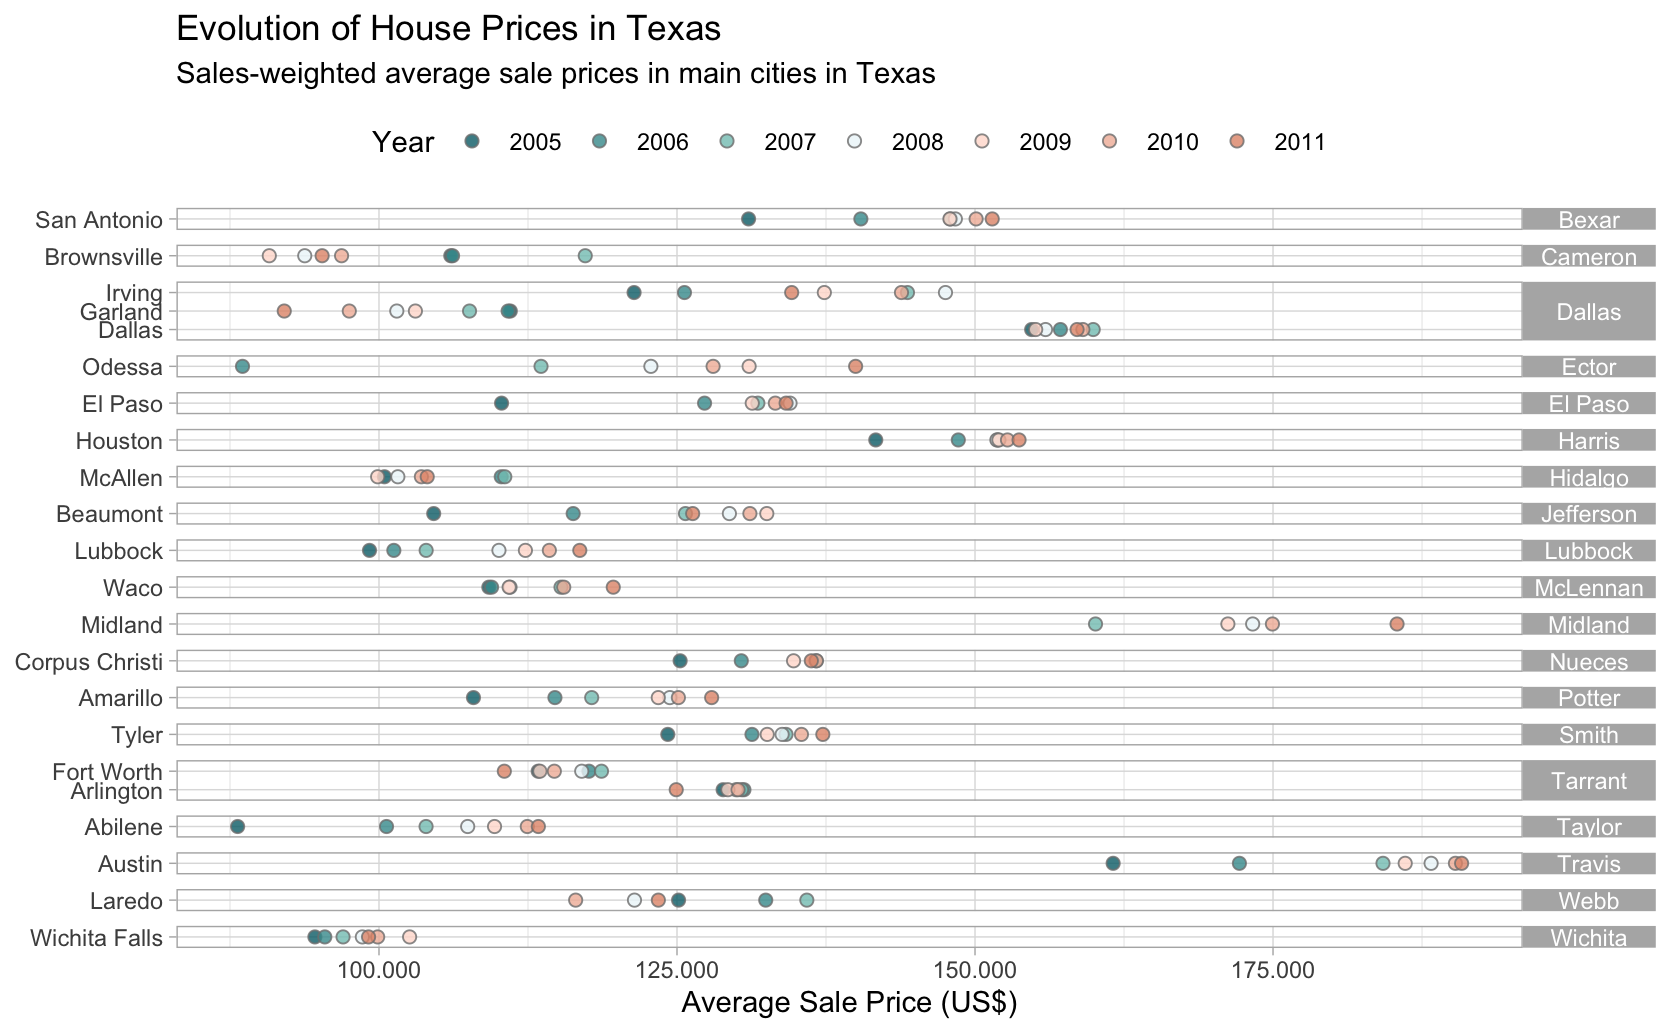 Evolution of House Prices in Texas
Sales-weighted average sale prices in main cities in Texas
Year 2005 2006 2007 2008 2009 2010 2011
San Antonio Bexar
Brownsville Cameron
Irving
Garland Dallas
Dallas
Odessa Ector
El Paso El Paso
Houston Harris
McAllen Hidalgo
Beaumont Jefferson
Lubbock Lubbock
Waco McLennan
Midland Midland
Corpus Christi Nueces
Amarillo Potter
Tyler Smith
Fort Worth
Arlington Tarrant
Abilene Taylor
Austin Travis
Laredo Webb
Wichita Falls Wichita
100.000 125.000 150.000 175.000
Average Sale Price (US$)